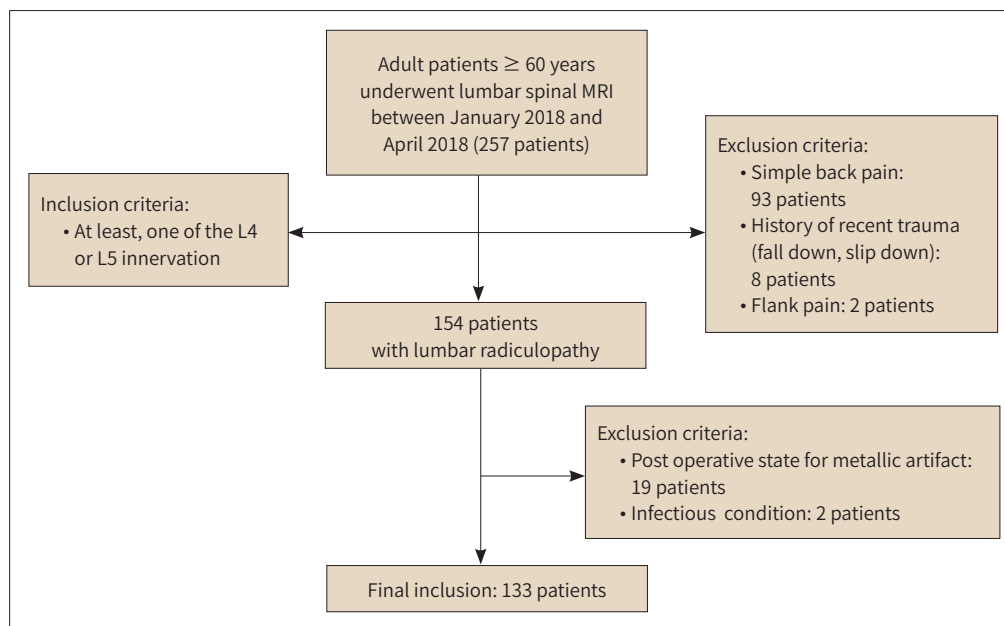 Adult patients ≥ 60 years
underwent lumbar spinal MRI
between January 2018 and
April 2018 (257 patients)
Inclusion criteria:
• At least, one of the L4
or L5 innervation
Exclusion criteria:
• Simple back pain:
93 patients
• History of recent trauma
(fall down, slip down):
8 patients
• Flank pain: 2 patients
154 patients
with lumbar radiculopathy
Exclusion criteria:
• Post operative state for metallic artifact:
19 patients
• Infectious condition: 2 patients
Final inclusion: 133 patients